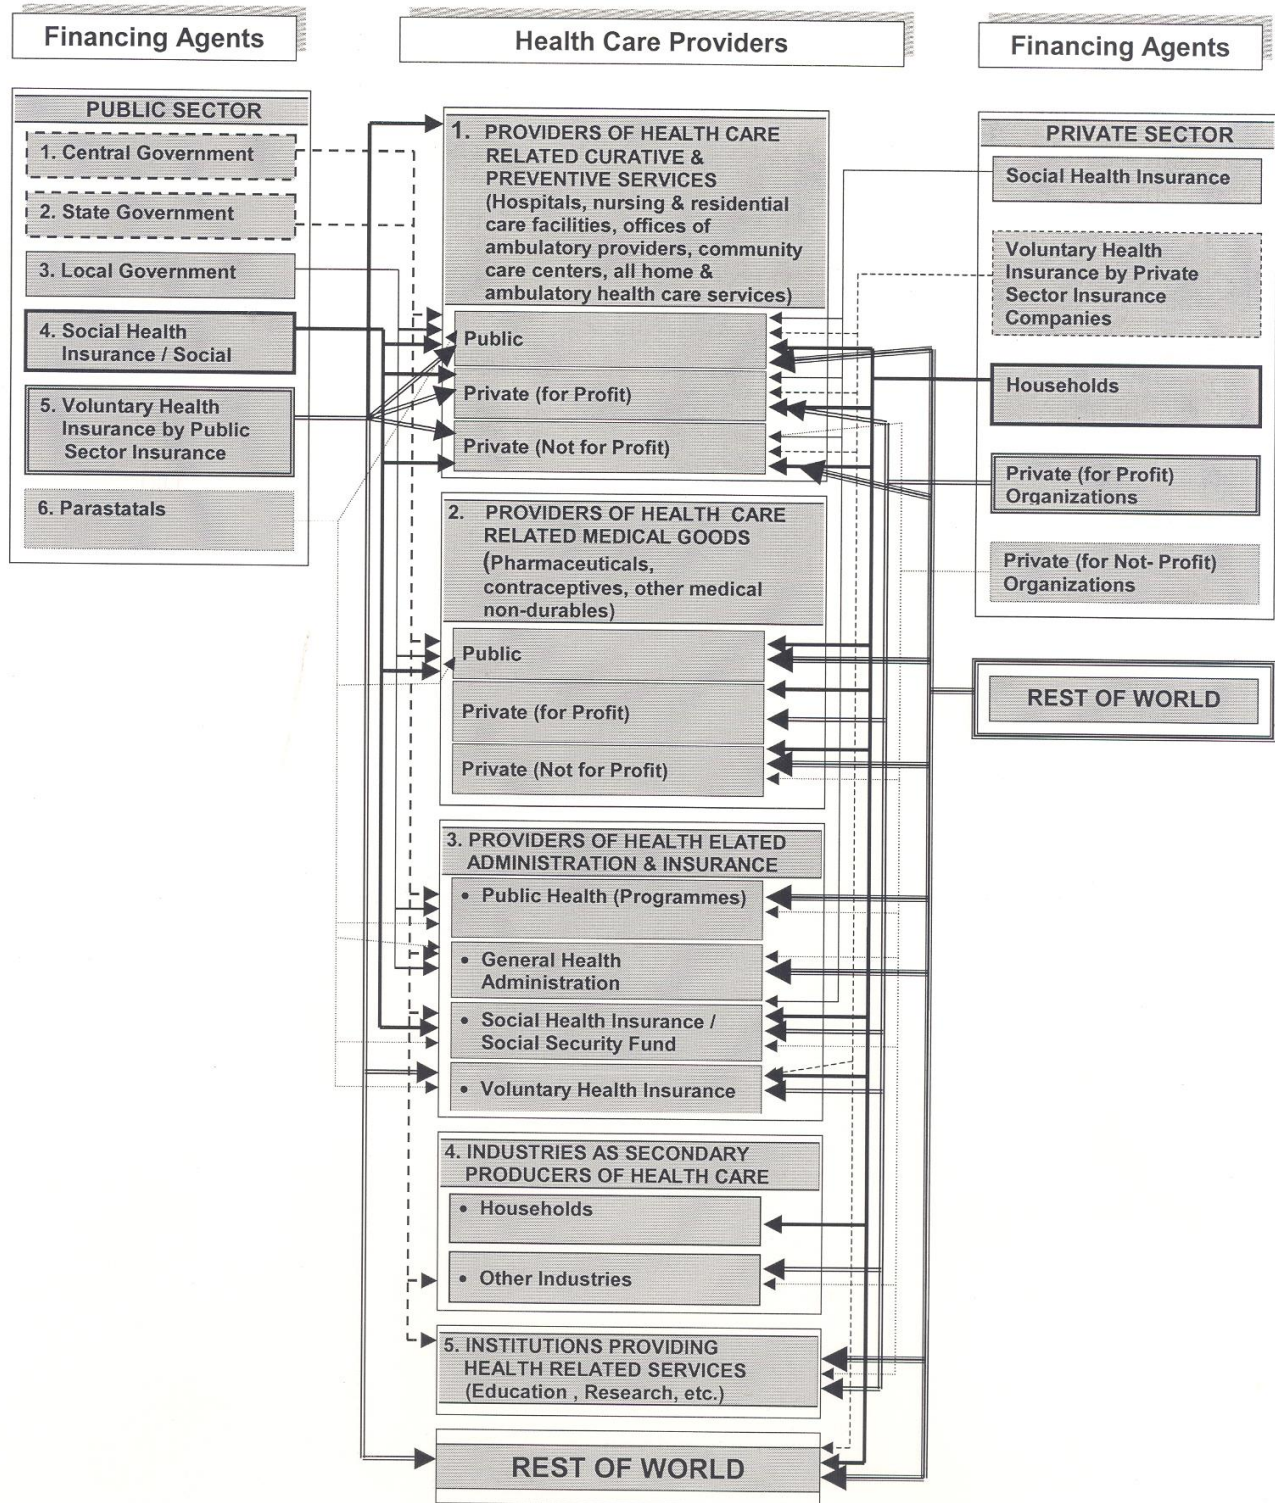 Financing Agents
Health Care Providers
Financing Agents
PUBLIC SECTOR
1. Central Government
2. State Government
3. Local Government
4. Social Health
Insurance / Social
5. Voluntary Health
Insurance by Public
Sector Insurance
6. Parastatals
1. PROVIDERS OF HEALTH CARE
RELATED CURATIVE &
PREVENTIVE SERVICES
(Hospitals, nursing & residential
care facilities, offices of
ambulatory providers, community
care centers, all home &
ambulatory health care services)
Public
Private (for Profit)
Private (Not for Profit)
2. PROVIDERS OF HEALTH CARE
RELATED MEDICAL GOODS
(Pharmaceuticals,
contraceptives, other medical
non-durables)
Public
Private (for Profit)
Private (Not for Profit)
3. PROVIDERS OF HEALTH ELATED
ADMINISTRATION & INSURANCE
• Public Health (Programmes)
• General Health
Administration
• Social Health Insurance /
Social Security Fund
• Voluntary Health Insurance
4. INDUSTRIES AS SECONDARY
PRODUCERS OF HEALTH CARE
• Households
• Other Industries
5. INSTITUTIONS PROVIDING
HEALTH RELATED SERVICES
(Education , Research, etc.)
REST OF WORLD
PRIVATE SECTOR
Social Health Insurance
Voluntary Health
Insurance by Private
Sector Insurance
Companies
Households
Private (for Profit)
Organizations
Private (for Not- Profit)
Organizations
REST OF WORLD